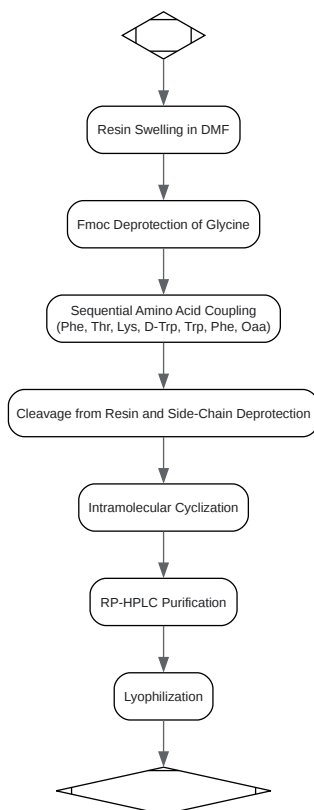 Resin Swelling in DMF
Fmoc Deprotection of Glycine
Sequential Amino Acid Coupling
(Phe, Thr, Lys, D-Trp, Trp, Phe, Oaa)
Cleavage from Resin and Side-Chain Deprotection
Intramolecular Cyclization
RP-HPLC Purification
Lyophilization